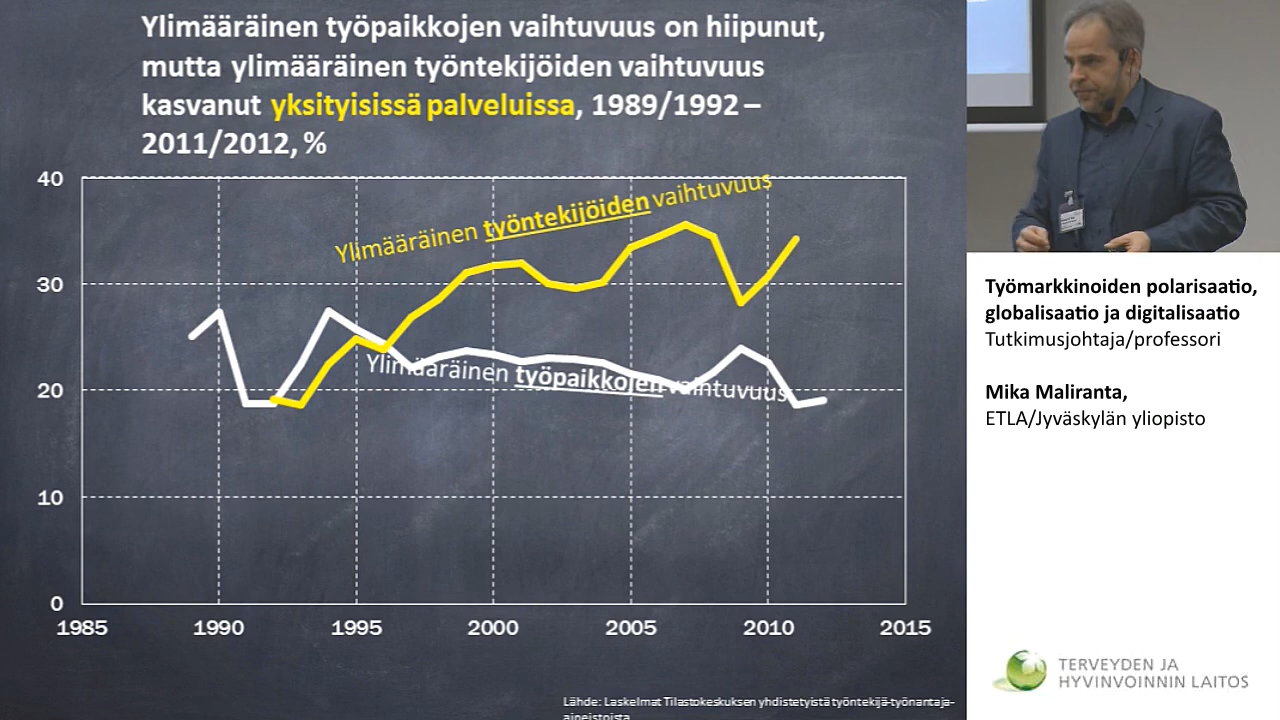 Ylimääräinen työpaikkojen vaihtuvuus on hiipunut,
mutta ylimääräinen työntekijöiden vaihtuvuus
kasvanut yksityisissä palveluissa, 1989/1992 –
2011/2012, %
40
30
20
10
0
1985 1990 1995 2000 2005 2010 2015
Ylimääräinen työntekijöiden vaihtuvuus
Ylimääräinen työpaikkojen vaihtuvuus
Lähde: Laskelmat Tilastokeskuksen yhdistetyistä työntekijä-työnantaja-
aineistoista
Työmarkkinoiden polarisaatio,
globalisaatio ja digitalisaatio
Tutkimusjohtaja/professori
Mika Maliranta,
ETLA/Jyväskylän yliopisto
TERVEYDEN JA
HYVINVOINNIN LAITOS